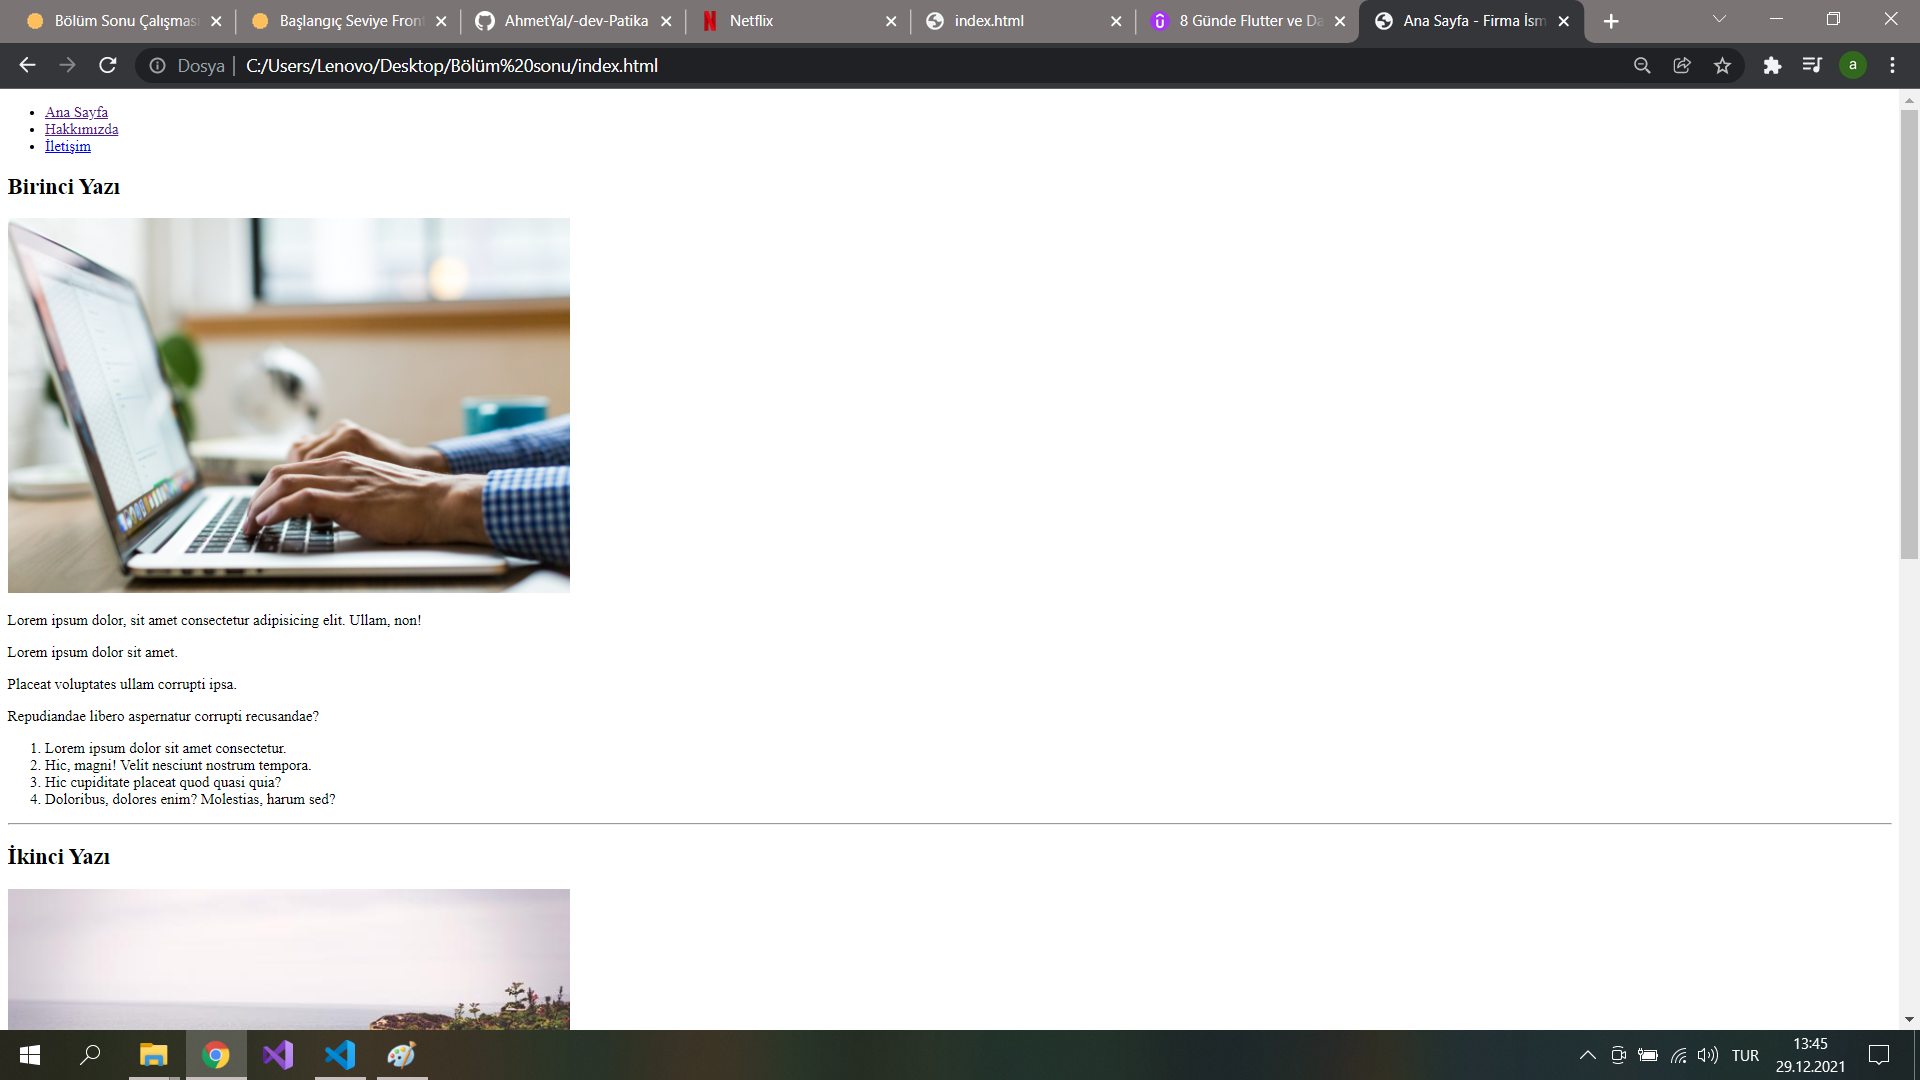 Bölüm Sonu Çalışması
Başlangıç Seviye Front
AhmetYal/-dev-Patika
Netflix
index.html
8 Günde Flutter ve Da
Ana Sayfa - Firma İsm
Dosya
C:/Users/Lenovo/Desktop/Bölüm%20sonu/index.html
a
Ana Sayfa
Hakkımızda
İletişim
Birinci Yazı
Lorem ipsum dolor, sit amet consectetur adipisicing elit. Ullam, non!
Lorem ipsum dolor sit amet.
Placeat voluptates ullam corrupti ipsa.
Repudiandae libero aspernatur corrupti recusandae?
1. Lorem ipsum dolor sit amet consectetur.
2. Hic, magni! Velit nesciunt nostrum tempora.
3. Hic cupiditate placeat quod quasi quia?
4. Doloribus, dolores enim? Molestias, harum sed?
İkinci Yazı
TUR
13:45
29.12.2021